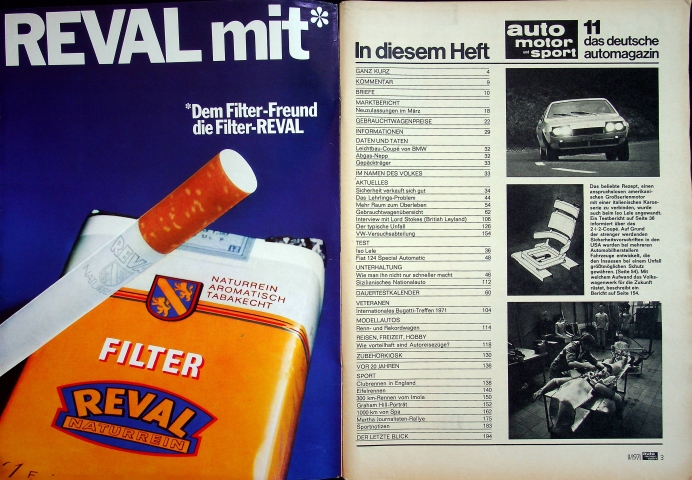 REVAL mit*
*Dem Filter-Freund
die Filter-REVAL
REVAL
NATURREIN
AROMATISCH
TABAKECHT
FILTER
REVAL
NATURREIN
In diesem Heft
auto
motor
und
sport
11
das deutsche
automagazin
GANZ KURZ 4
KOMMENTAR 9
BRIEFE 10
MARKTBERICHT
Neuzulassungen im März 18
GEBRAUCHTWAGENPREISE 22
INFORMATIONEN 29
DATEN UND TATEN
Leichtbau-Coupé von BMW 32
Abgas-Nepp 32
Gepäckträger 33
IM NAMEN DES VOLKES 33
AKTUELLES
Sicherheit verkauft sich gut 34
Das Lehrlings-Problem 44
Mehr Raum zum Überleben 54
Gebrauchtwagenübersicht 62
Interview mit Lord Stokes (British Leyland) 108
Der typische Unfall 126
VW-Versuchsabteilung 154
TEST
Iso Lele 36
Fiat 124 Special Automatic 48
UNTERHALTUNG
Wie man ihn nicht nur schneller macht 46
Sizilianisches Nationalauto 112
DAUERTESTKALENDER 60
VETERANEN
Internationales Bugatti-Treffen 1971 104
MODELLAUTOS
Renn- und Rekordwagen 114
REISEN, FREIZEIT, HOBBY
Wie vorteilhaft sind Autoreisezüge? 118
ZUBEHÖRKIOSK 130
VOR 20 JAHREN 136
SPORT
Clubrennen in England 138
Eifelrennen 140
300 km-Rennen von Imola 150
Graham Hill-Porträt 152
1000 km von Spa 162
Martha Journalisten-Rallye 175
Sportnotizen 183
DER LETZTE BLICK 194
Das beliebte Rezept, einen
anspruchslosen amerikani-
schen Großserienmotor
mit einer italienischen Karos-
serie zu verbinden, wurde
auch beim Iso Lele angewandt.
Ein Testbericht auf Seite 36
informiert über das
2+2-Coupé. Auf Grund
der strenger werdenden
Sicherheitsvorschriften in den
USA wurden bei mehreren
Automobilherstellern
Fahrzeuge entwickelt, die
den Insassen bei einem Unfall
größtmöglichen Schutz
gewähren. (Seite 54). Mit
welchem Aufwand das Volks-
wagenwerk für die Zukunft
rüstet, beschreibt ein
Bericht auf Seite 154.
11/1971
3